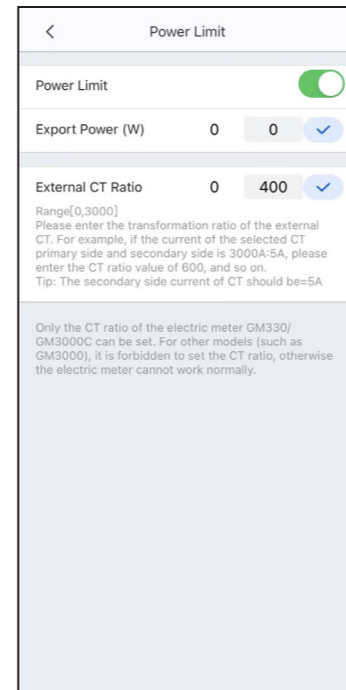 Power Limit
Power Limit
Export Power (W) 0 0
External CT Ratio 0 400
Range[0,3000]
Please enter the transformation ratio of the external
CT. For example, if the current of the selected CT
primary side and secondary side is 3000A:5A, please
enter the CT ratio value of 600, and so on.
Tip: The secondary side current of CT should be=5A
Only the CT ratio of the electric meter GM330/
GM3000C can be set. For other models (such as
GM3000), it is forbidden to set the CT ratio, otherwise
the electric meter cannot work normally.